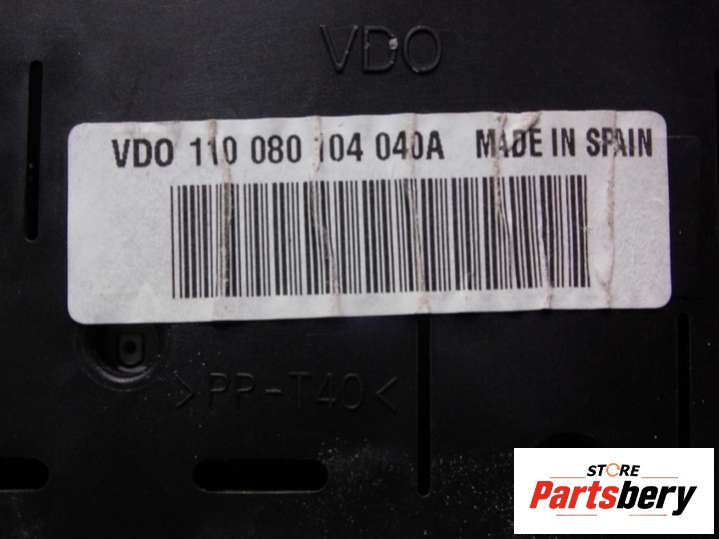 VDO
VDO 110 080 104 040A MADE IN SPAIN
>PP-T40<
STORE
Partsbery